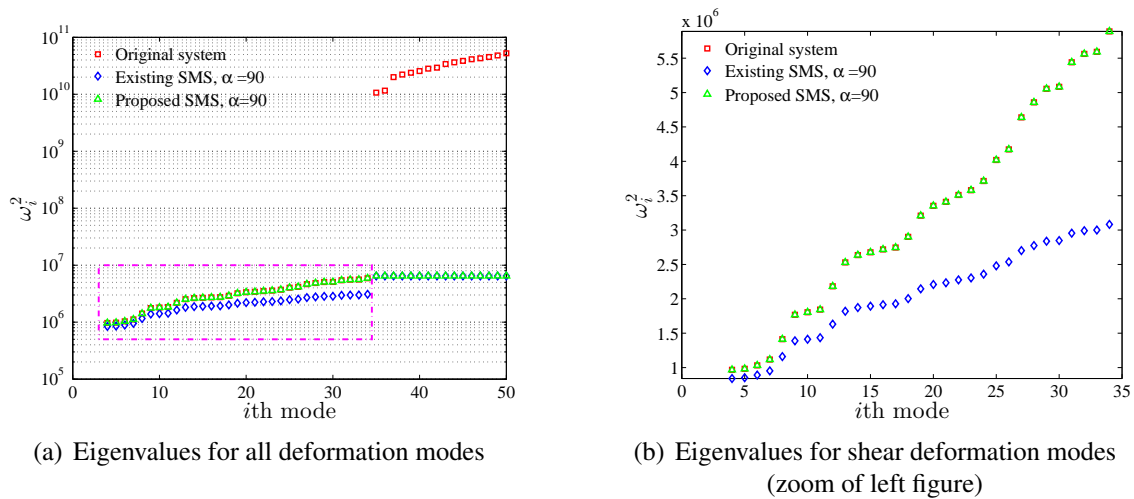 10^11
10^10
10^9
10^8
10^7
10^6
10^5
ω_i^2
Original system
Existing SMS, α =90
Proposed SMS, α=90
0 10 20 30 40 50
ith mode
(a) Eigenvalues for all deformation modes
x 10^6
5.5
5
4.5
4
3.5
3
2.5
2
1.5
1
ω_i^2
Original system
Existing SMS, α =90
Proposed SMS, α=90
0 5 10 15 20 25 30 35
ith mode
(b) Eigenvalues for shear deformation modes
(zoom of left figure)